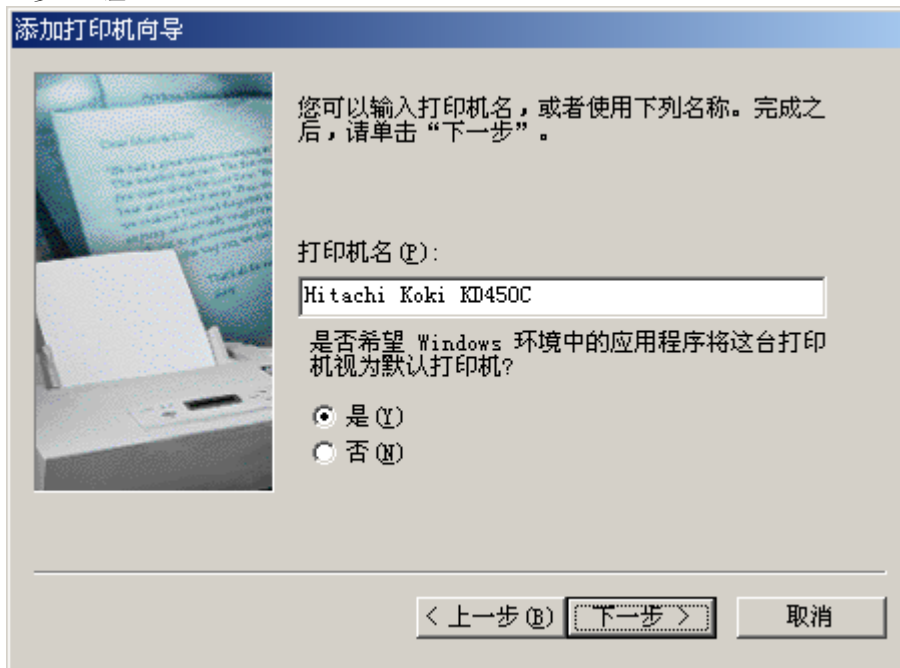 添加打印机向导
您可以输入打印机名，或者使用下列名称。完成之
后，请单击“下一步”。
打印机名(P):
Hitachi Koki KD450C
是否希望 Windows 环境中的应用程序将这台打印
机视为默认打印机?
是(Y)
否(N)
< 上一步(B)
下一步 >
取消